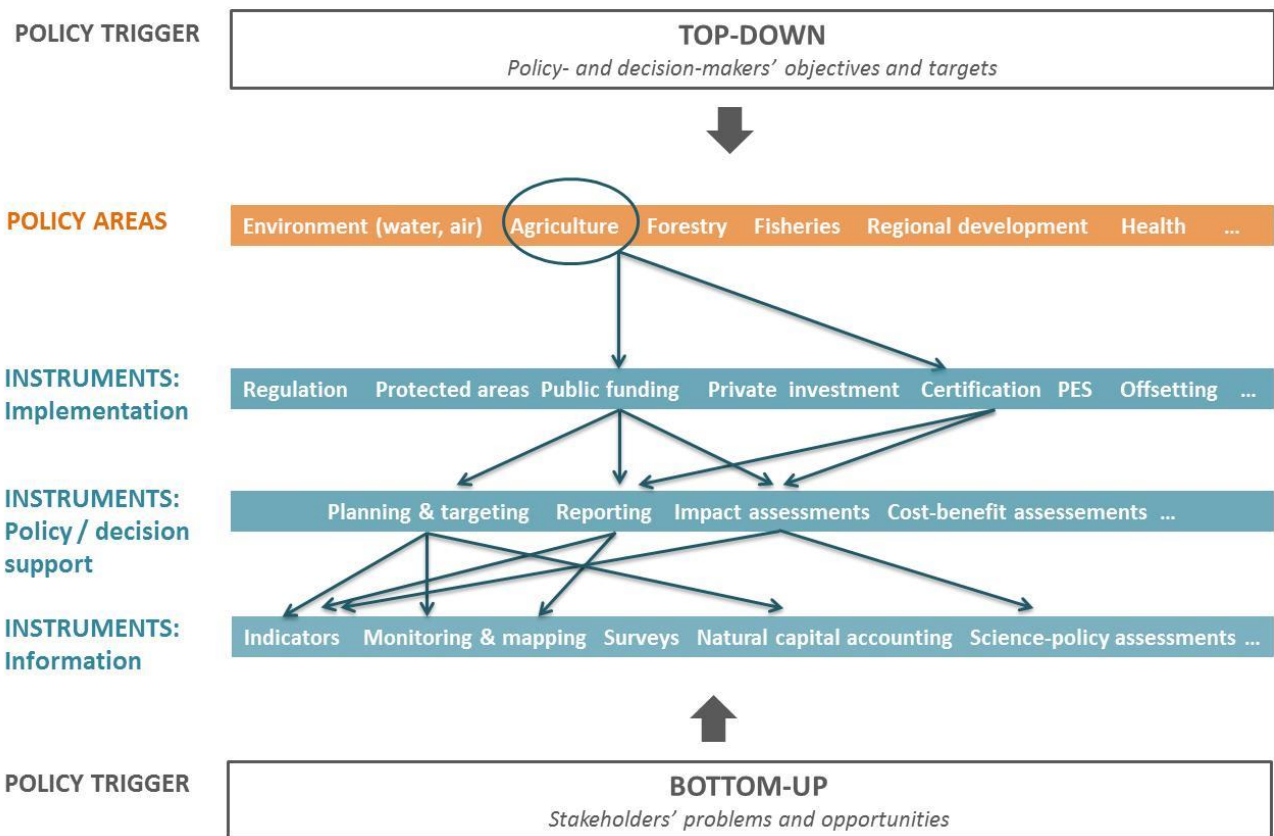 POLICY TRIGGER
TOP-DOWN
Policy- and decision-makers’ objectives and targets
POLICY AREAS
Environment (water, air) Agriculture Forestry Fisheries Regional development Health ...
INSTRUMENTS:
Implementation
Regulation Protected areas Public funding Private investment Certification PES Offsetting ...
INSTRUMENTS:
Policy / decision
support
Planning & targeting Reporting Impact assessments Cost-benefit assessements ...
INSTRUMENTS:
Information
Indicators Monitoring & mapping Surveys Natural capital accounting Science-policy assessments ...
POLICY TRIGGER
BOTTOM-UP
Stakeholders’ problems and opportunities